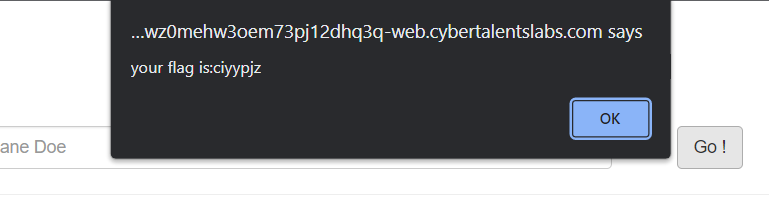 ...wz0mehw3oem73pj12dhq3q-web.cybertalentslabs.com says
your flag is:ciyypjz
OK
ane Doe
Go !